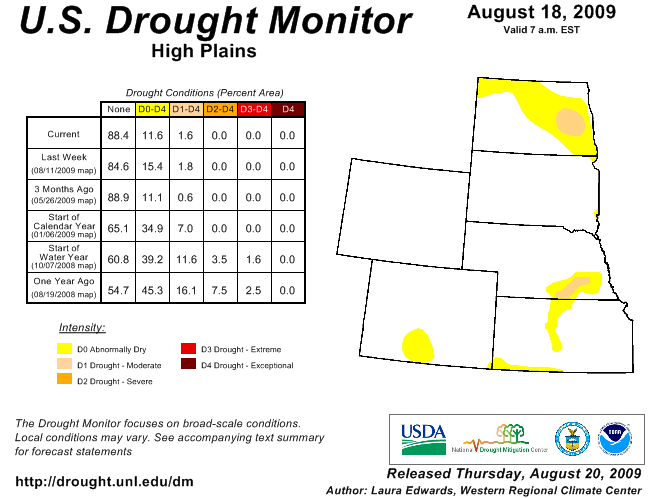 U.S. Drought Monitor
High Plains
August 18, 2009
Valid 7 a.m. EST
Drought Conditions (Percent Area)
None D0-D4 D1-D4 D2-D4 D3-D4 D4
Current 88.4 11.6 1.6 0.0 0.0 0.0
Last Week
(08/11/2009 map) 84.6 15.4 1.8 0.0 0.0 0.0
3 Months Ago
(05/26/2009 map) 88.9 11.1 0.6 0.0 0.0 0.0
Start of
Calendar Year
(01/06/2009 map) 65.1 34.9 7.0 0.0 0.0 0.0
Start of
Water Year
(10/07/2008 map) 60.8 39.2 11.6 3.5 1.6 0.0
One Year Ago
(08/19/2008 map) 54.7 45.3 16.1 7.5 2.5 0.0
Intensity:
D0 Abnormally Dry
D1 Drought - Moderate
D2 Drought - Severe
D3 Drought - Extreme
D4 Drought - Exceptional
The Drought Monitor focuses on broad-scale conditions.
Local conditions may vary. See accompanying text summary
for forecast statements
http://drought.unl.edu/dm
USDA
National Drought Mitigation Center
NOAA
Released Thursday, August 20, 2009
Author: Laura Edwards, Western Regional Climate Center